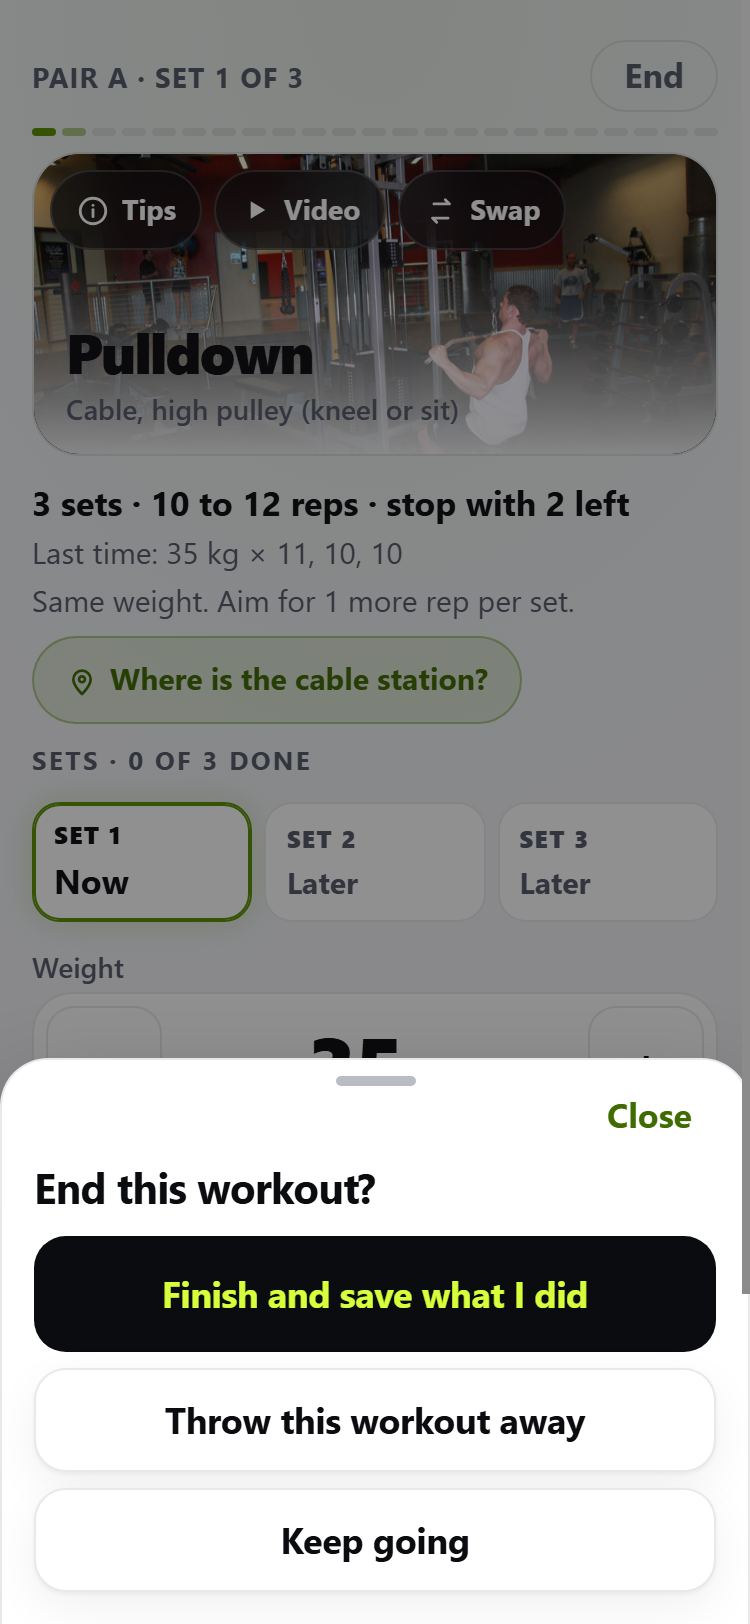 PAIR A · SET 1 OF 3
End
Tips
Video
Swap
Pulldown
Cable, high pulley (kneel or sit)
3 sets · 10 to 12 reps · stop with 2 left
Last time: 35 kg × 11, 10, 10
Same weight. Aim for 1 more rep per set.
Where is the cable station?
SETS · 0 OF 3 DONE
SET 1
Now
SET 2
Later
SET 3
Later
Weight
35
Close
End this workout?
Finish and save what I did
Throw this workout away
Keep going